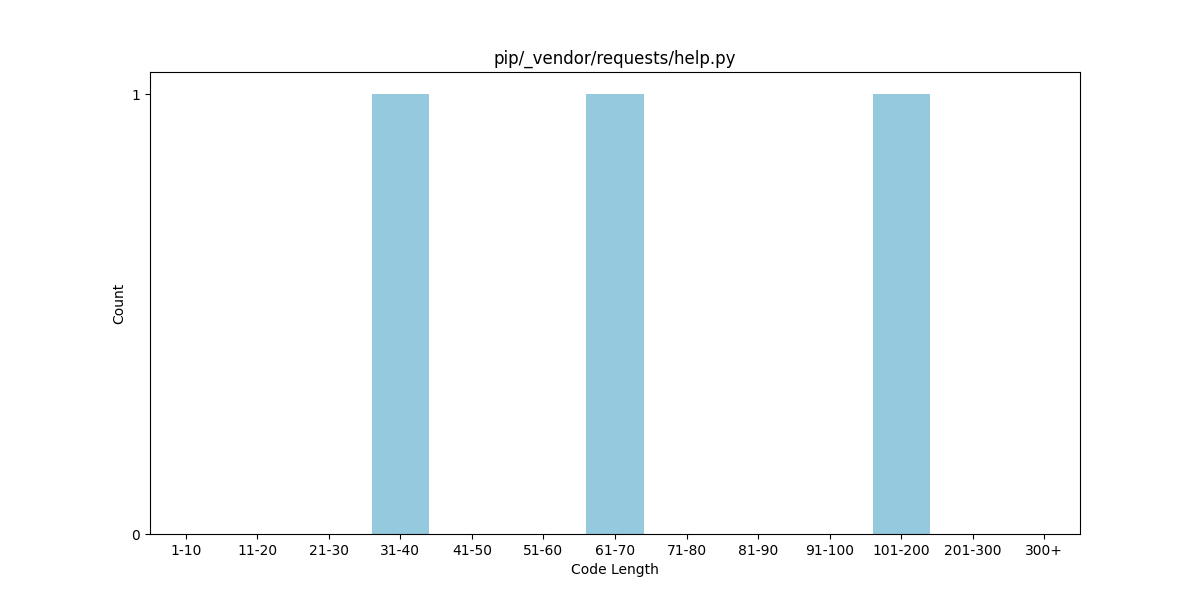 pip/_vendor/requests/help.py
1
Count
0
1-10 11-20 21-30 31-40 41-50 51-60 61-70 71-80 81-90 91-100 101-200 201-300 300+
Code Length